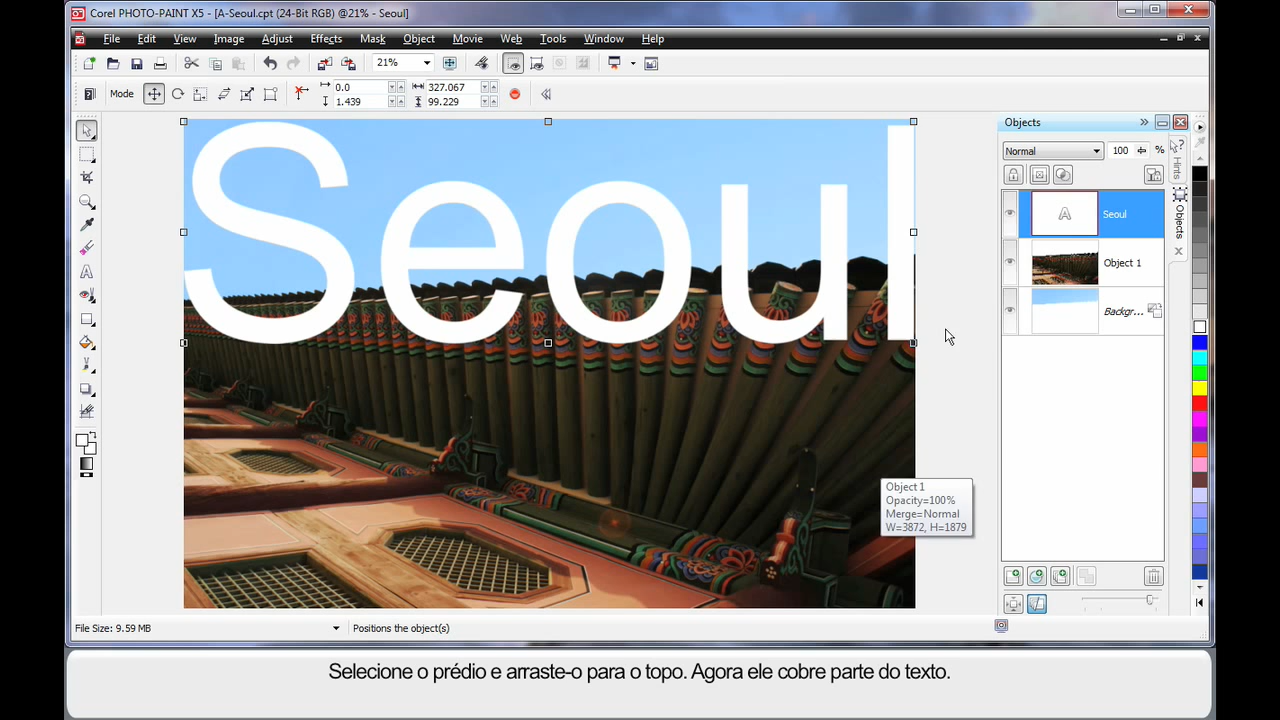 Corel PHOTO-PAINT X5 - [A-Seoul.cpt (24-Bit RGB) @21% - Seoul]
File Edit View Image Adjust Effects Mask Object Movie Web Tools Window Help
21%
Mode
0.0
1.439
327.067
99.229
Seoul
Objects
Normal
100 %
Hints
Objects
A Seoul
Object 1
Backgr...
Object 1
Opacity=100%
Merge=Normal
W=3872, H=1879
File Size: 9.59 MB
Positions the object(s)
Selecione o prédio e arraste-o para o topo. Agora ele cobre parte do texto.